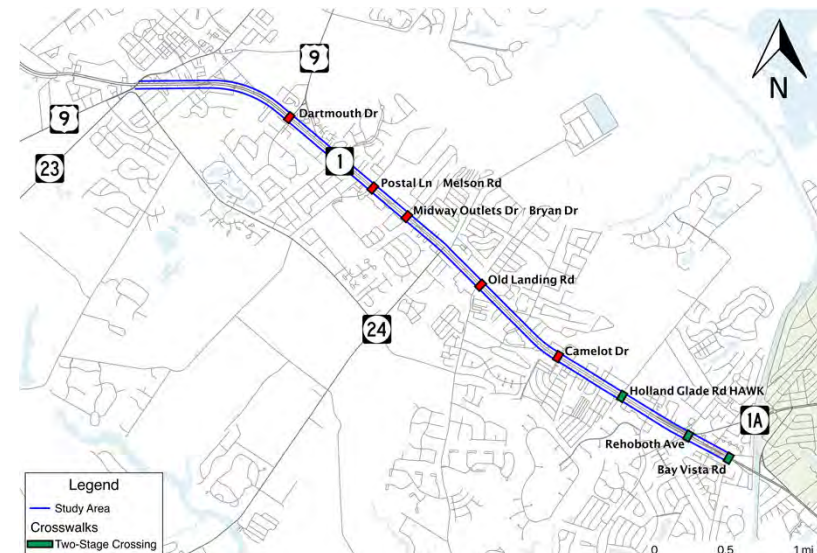 9
N
Dartmouth Dr
9
1
23
Postal Ln / Melson Rd
Midway Outlets Dr / Bryan Dr
Old Landing Rd
24
Camelot Dr
Holland Glade Rd HAWK
1A
Rehoboth Ave
Bay Vista Rd
Legend
Study Area
Crosswalks
Two-Stage Crossing
0 0.5 1 mi